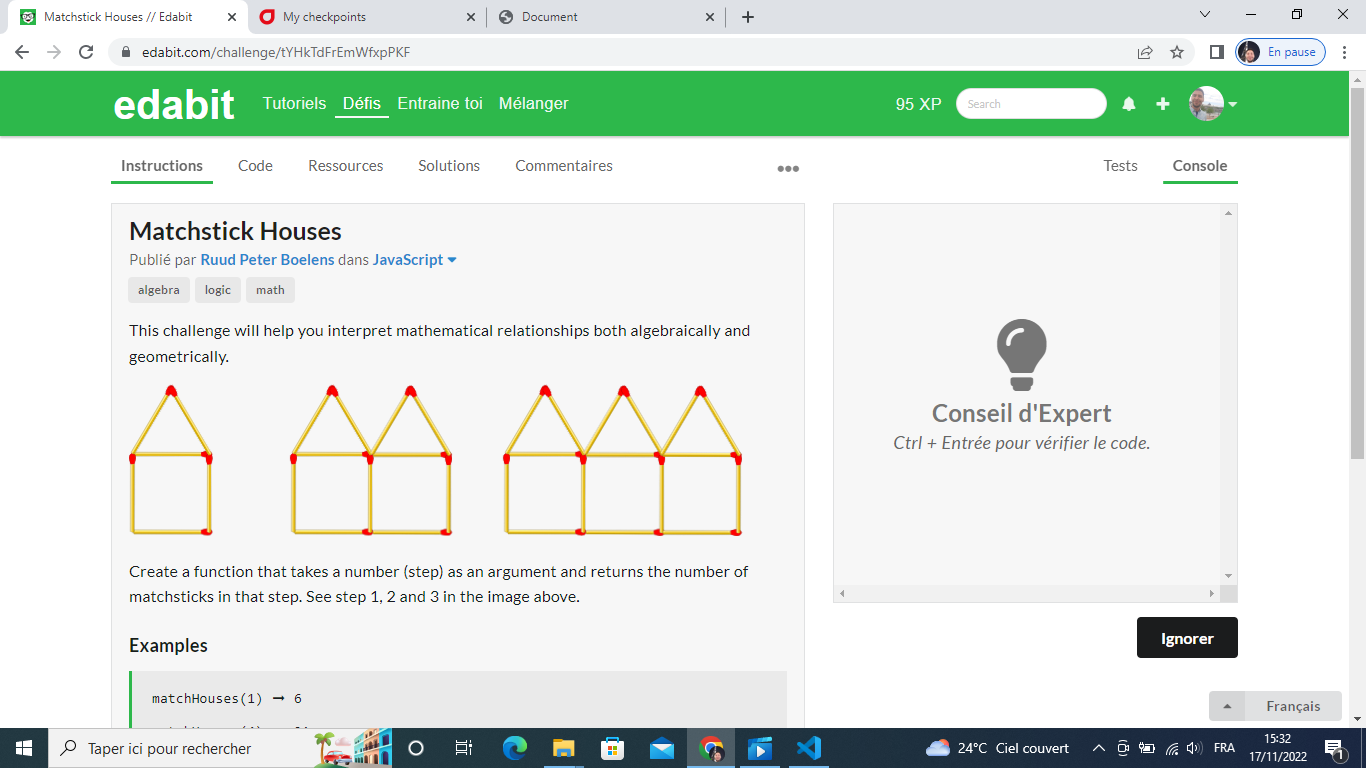 Matchstick Houses // Edabit
My checkpoints
Document
edabit.com/challenge/tYHkTdFrEmWfxpPKF
En pause
edabit
Tutoriels Défis Entraine toi Mélanger
95 XP
Search
Instructions Code Ressources Solutions Commentaires
Tests Console
Matchstick Houses
Publié par Ruud Peter Boelens dans JavaScript
algebra logic math
This challenge will help you interpret mathematical relationships both algebraically and
geometrically.
Create a function that takes a number (step) as an argument and returns the number of
matchsticks in that step. See step 1, 2 and 3 in the image above.
Examples
matchHouses(1) ➞ 6
Conseil d'Expert
Ctrl + Entrée pour vérifier le code.
Ignorer
Français
Taper ici pour rechercher
24°C Ciel couvert
FRA
15:32
17/11/2022
1